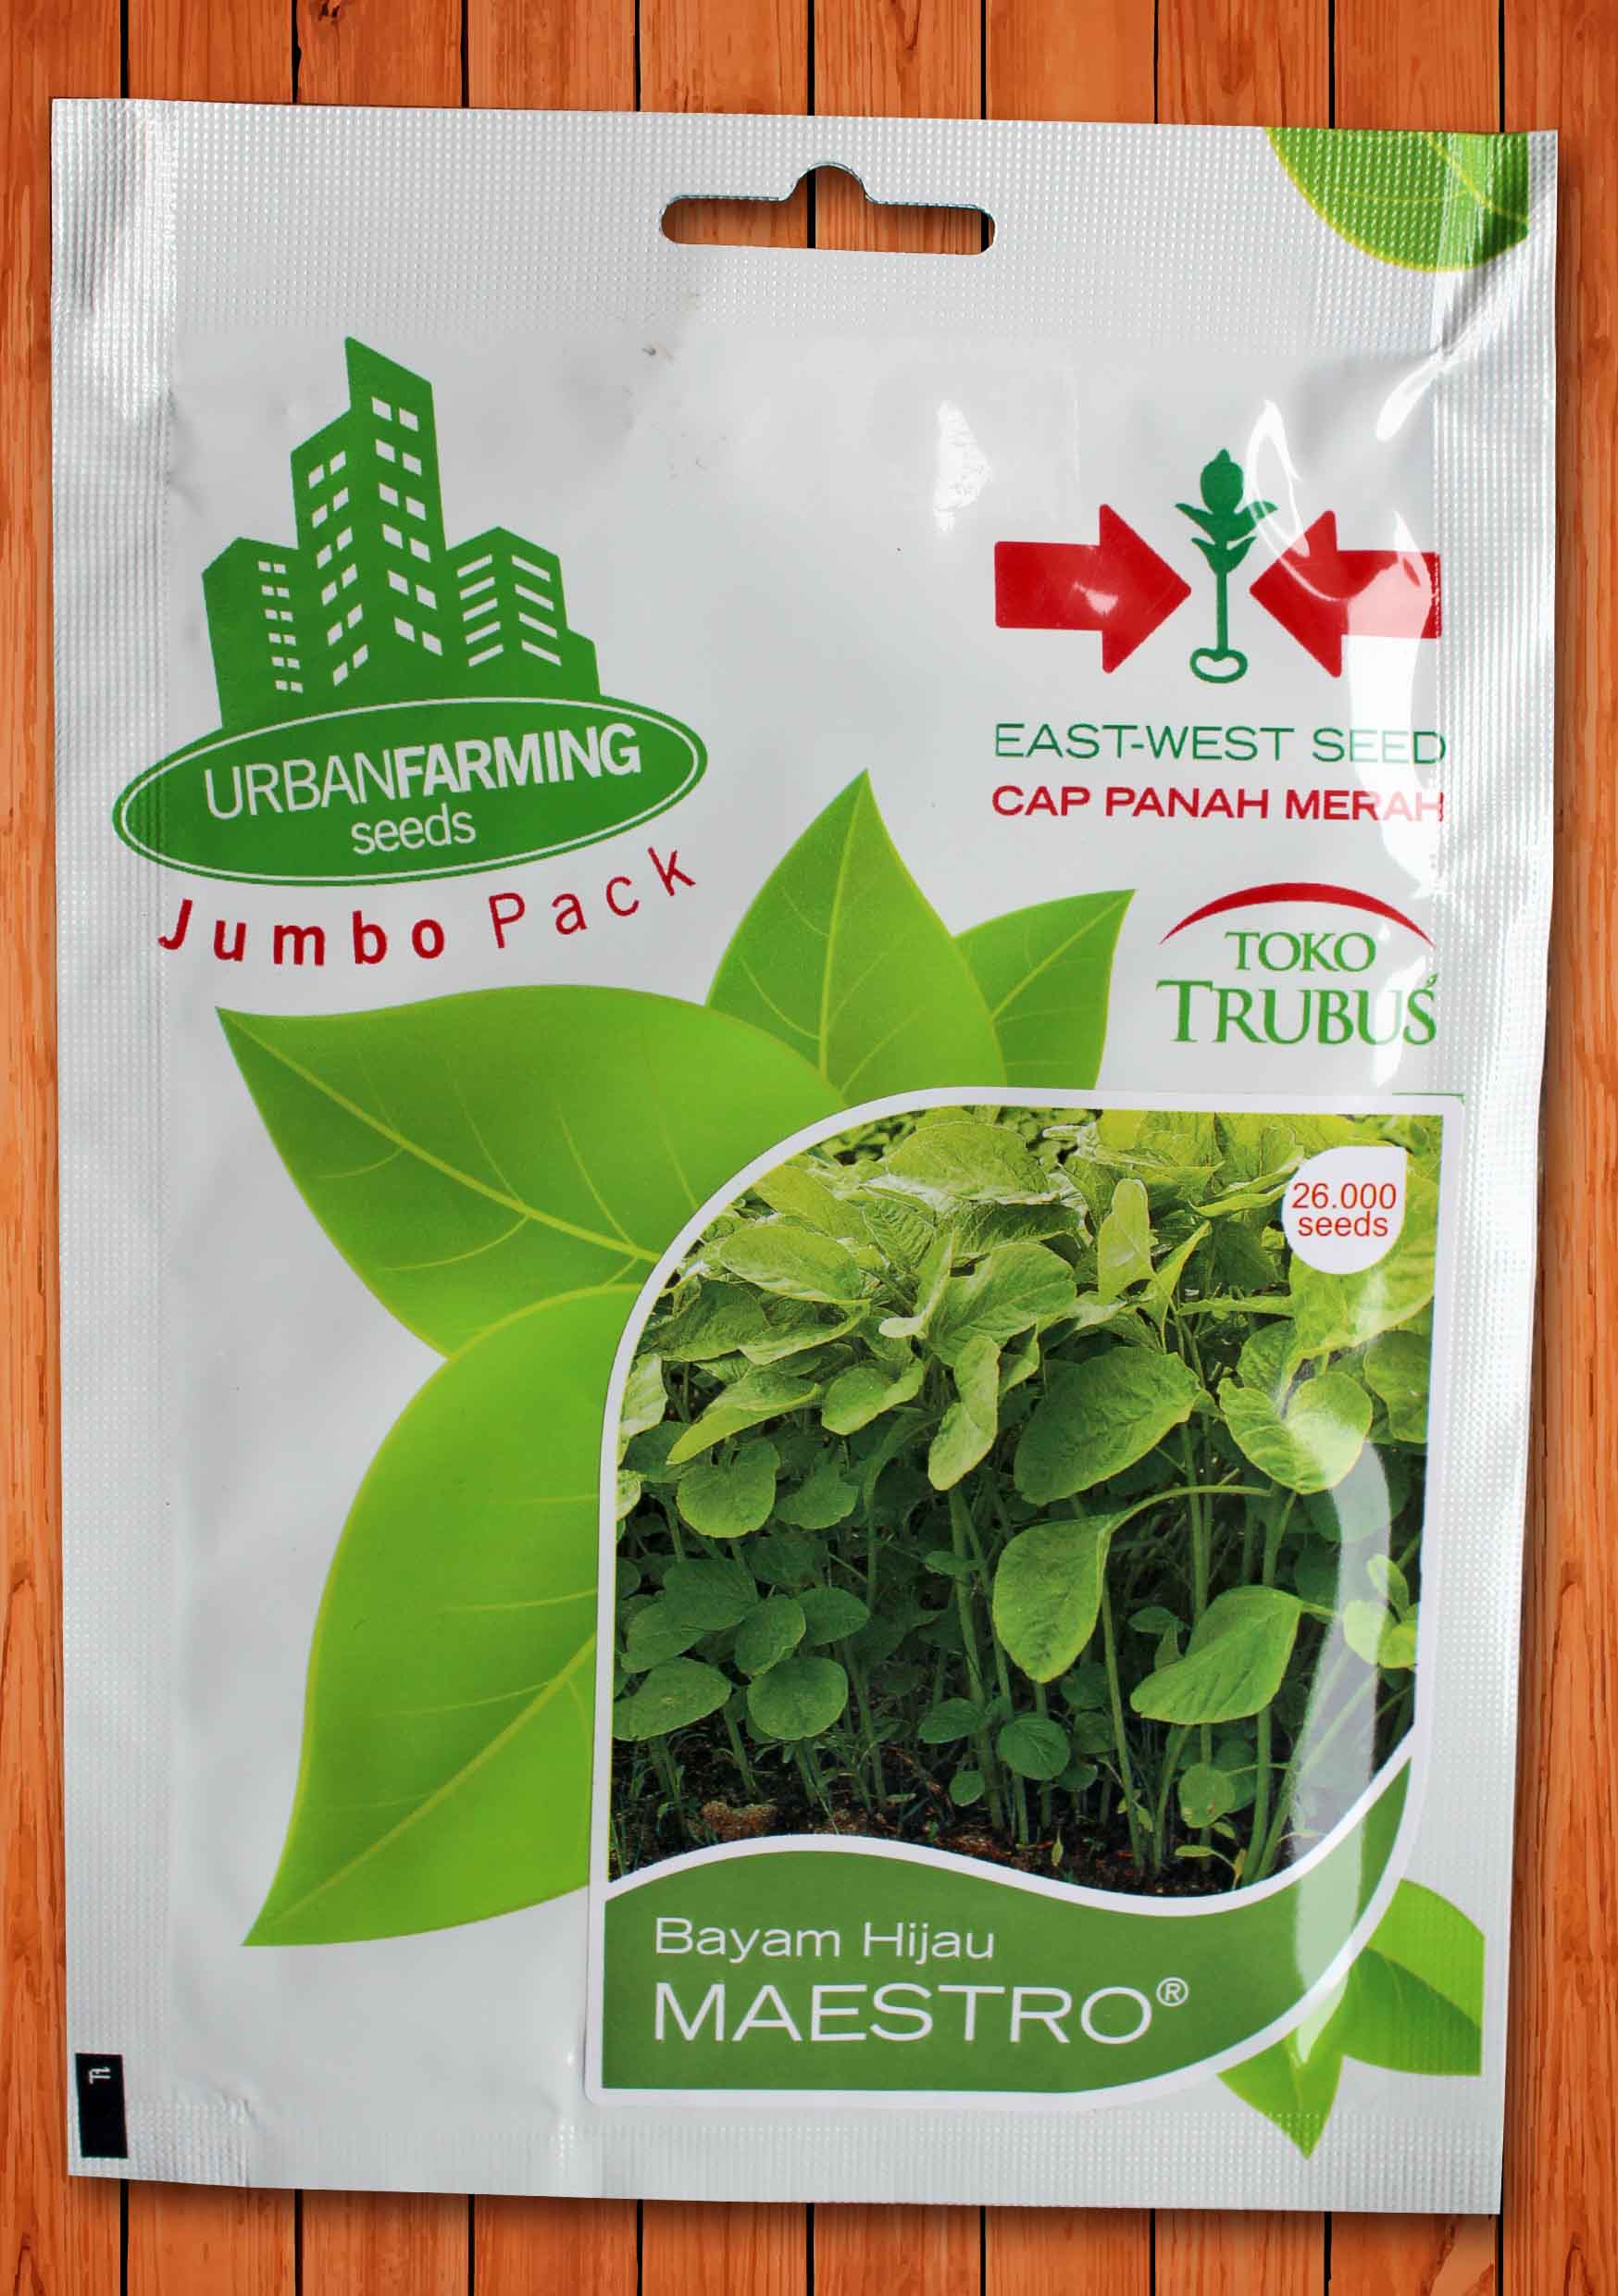 URBANFARMING
seeds
Jumbo Pack
EAST-WEST SEED
CAP PANAH MERAH
TOKO
TRUBUS
26.000
seeds
Bayam Hijau
MAESTRO®